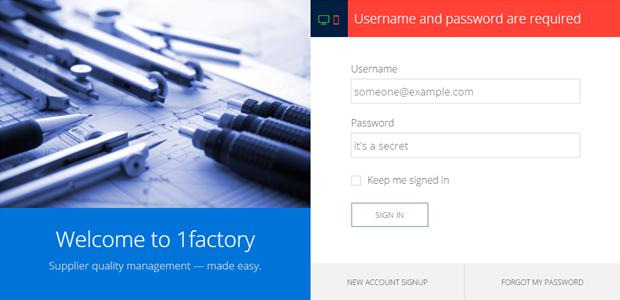 Username and password are required
Username
someone@example.com
Password
it's a secret
Keep me signed in
SIGN IN
Welcome to 1factory
Supplier quality management — made easy.
NEW ACCOUNT SIGNUP
FORGOT MY PASSWORD